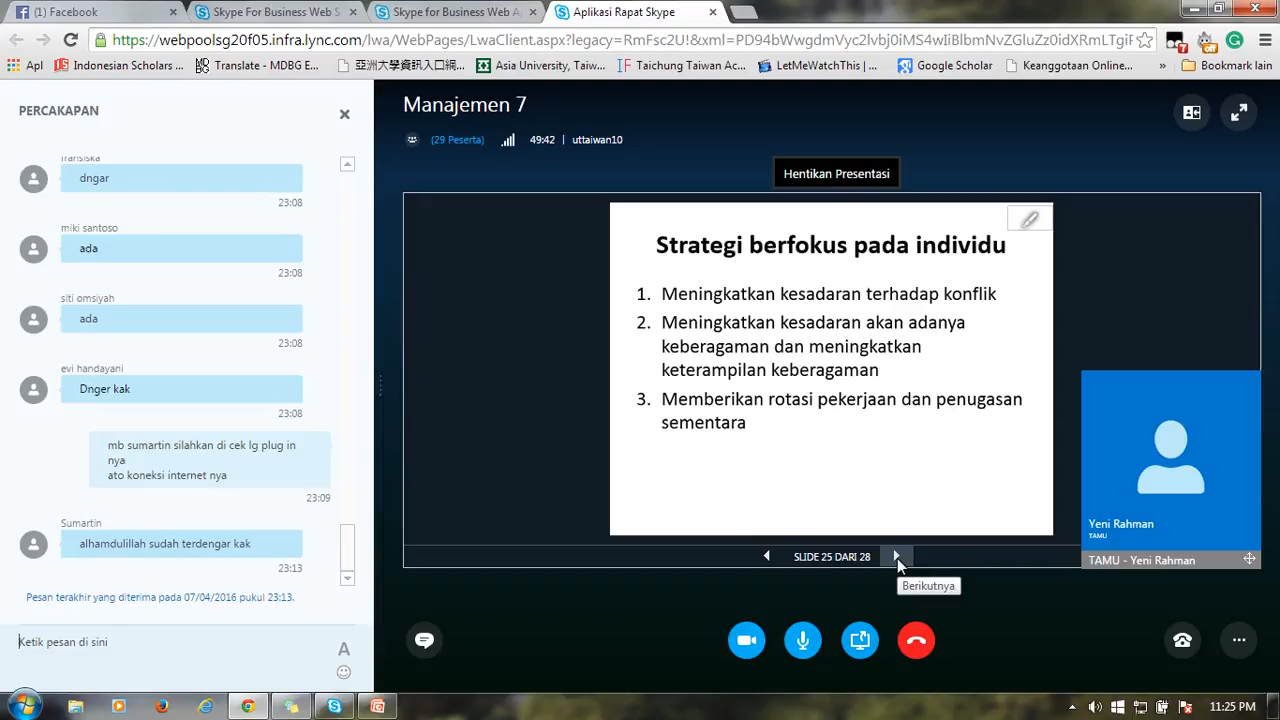 (1) Facebook
Skype For Business Web S
Skype for Business Web Ap
Aplikasi Rapat Skype
https://webpoolsg20f05.infra.lync.com/lwa/WebPages/LwaClient.aspx?legacy=RmFsc2U!&xml=PD94bWwgdmVyc2lvbj0iMS4wIiBlbmNvZGluZz0idXRmLTgiP
Apl
Indonesian Scholars ...
Translate - MDBG E...
亞洲大學資訊入口網...
Asia University, Taiw...
Taichung Taiwan Ac...
LetMeWatchThis | ...
Google Scholar
Keanggotaan Online...
»
Bookmark lain
PERCAKAPAN
fransiska
dngar
23:08
miki santoso
ada
23:08
siti omsiyah
ada
23:08
evi handayani
Dnger kak
23:08
mb sumartin silahkan di cek lg plug in
nya
ato koneksi internet nya
23:09
Sumartin
alhamdulillah sudah terdengar kak
23:13
Pesan terakhir yang diterima pada 07/04/2016 pukul 23:13.
Ketik pesan di sini
A
Manajemen 7
(29 Peserta)
49:42 | uttaiwan10
Hentikan Presentasi
Strategi berfokus pada individu
1. Meningkatkan kesadaran terhadap konflik
2. Meningkatkan kesadaran akan adanya
keberagaman dan meningkatkan
keterampilan keberagaman
3. Memberikan rotasi pekerjaan dan penugasan
sementara
SLIDE 25 DARI 28
Berikutnya
Yeni Rahman
TAMU
TAMU - Yeni Rahman
11:25 PM